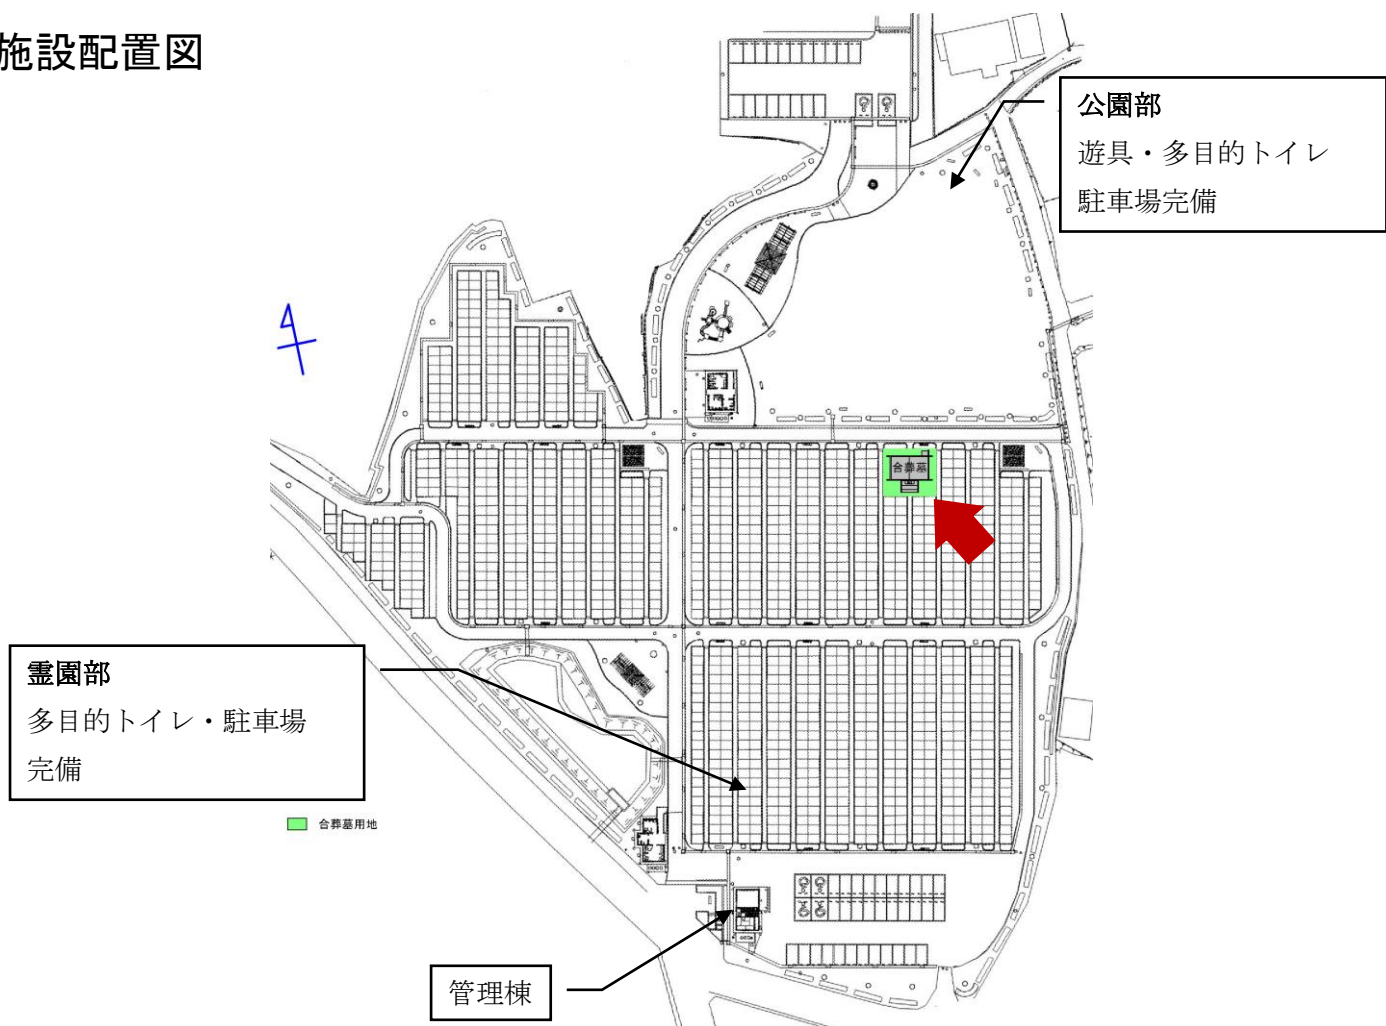 施設配置図
公園部
遊具・多目的トイレ
駐車場完備
合葬墓
霊園部
多目的トイレ・駐車場
完備
合葬墓用地
管理棟